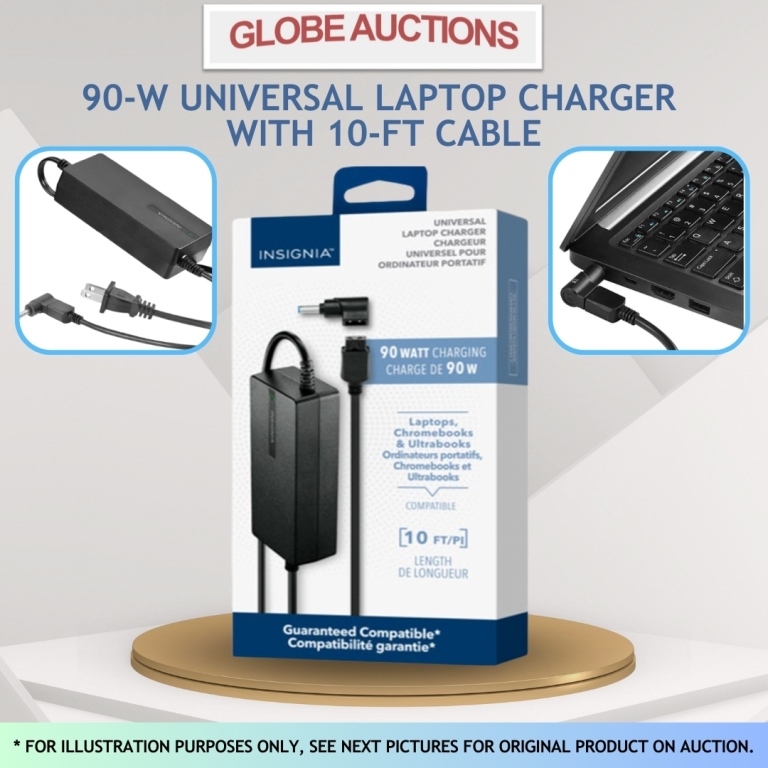 GLOBE AUCTIONS
90-W UNIVERSAL LAPTOP CHARGER
WITH 10-FT CABLE
INSIGNIA™
UNIVERSAL
LAPTOP CHARGER
CHARGEUR
UNIVERSEL POUR
ORDINATEUR PORTATIF
90 WATT CHARGING
CHARGE DE 90 W
Laptops,
Chromebooks
& Ultrabooks
Ordinateurs portatifs,
Chromebooks et
Ultrabooks
COMPATIBLE
[10 FT/Pi]
LENGTH
DE LONGUEUR
Guaranteed Compatible*
Compatibilité garantie*
* FOR ILLUSTRATION PURPOSES ONLY, SEE NEXT PICTURES FOR ORIGINAL PRODUCT ON AUCTION.